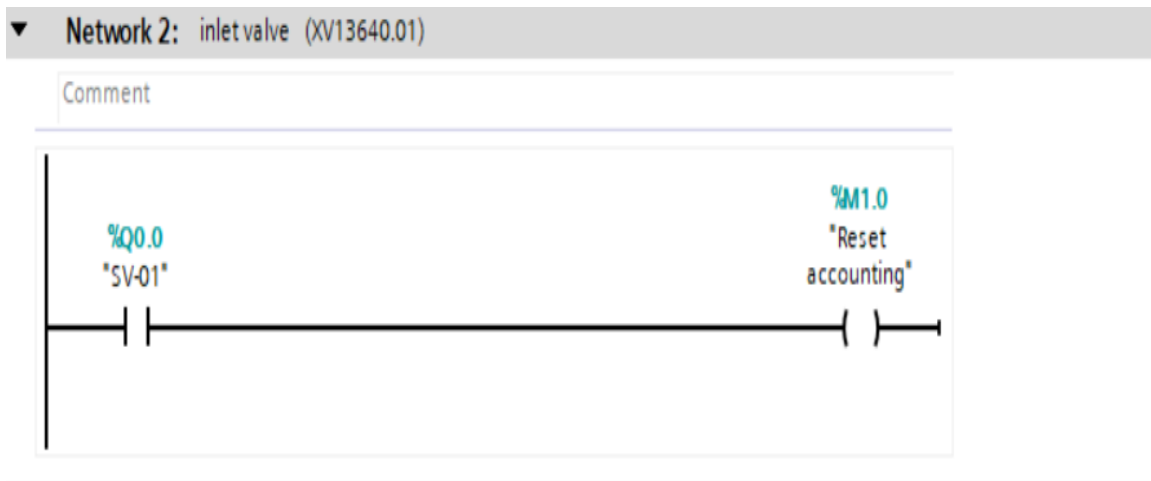 Network 2: inlet valve (XV13640.01)
Comment
%M1.0
%Q0.0
"Reset
"SV-01"
accounting"